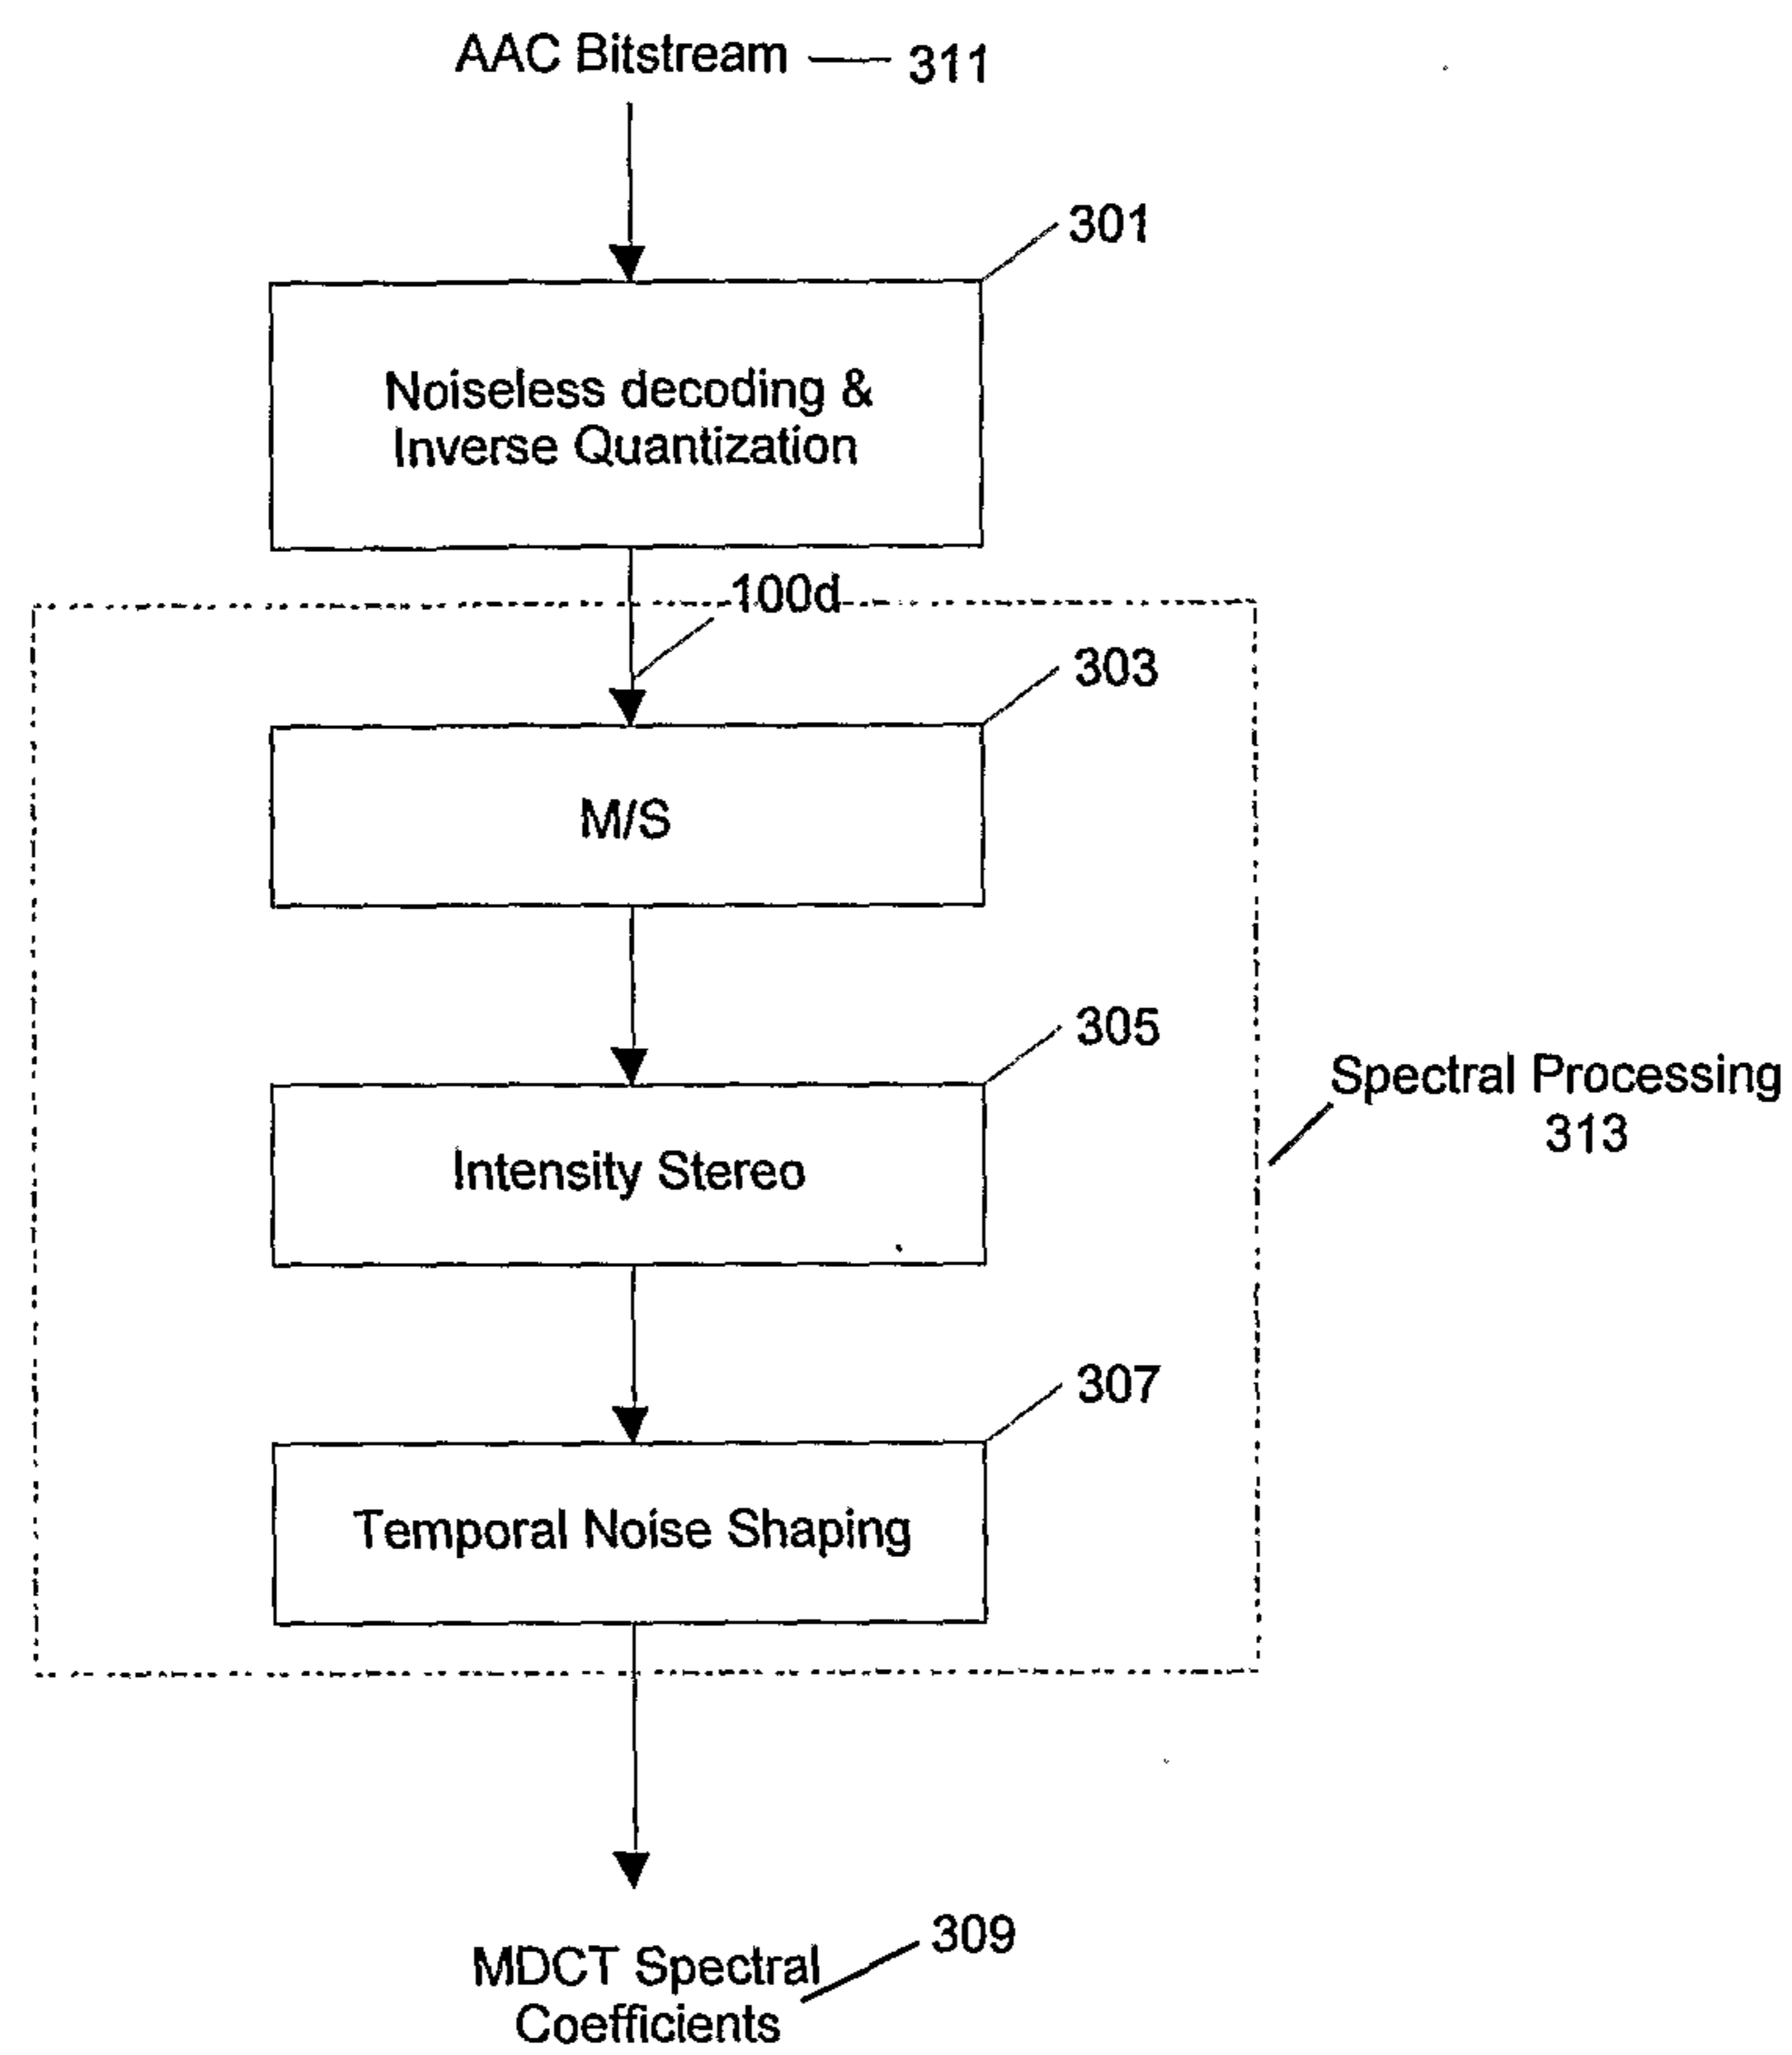 AAC Bitstream 311
301
Noiseless decoding &
Inverse Quantization
100d
303
M/S
305
Intensity Stereo
Spectral Processing
313
307
Temporal Noise Shaping
309
MDCT Spectral
Coefficients